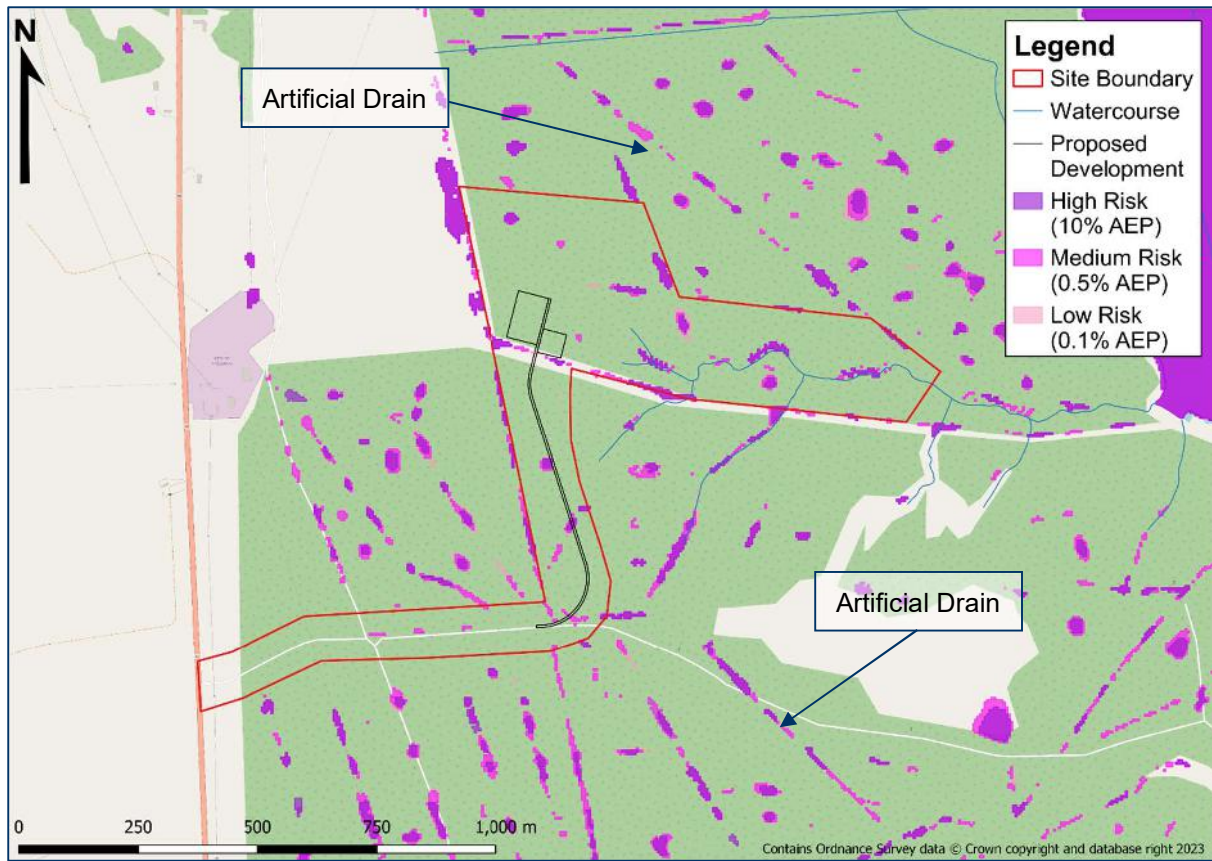 N
Artificial Drain
Legend
Site Boundary
Watercourse
Proposed
Development
High Risk
(10% AEP)
Medium Risk
(0.5% AEP)
Low Risk
(0.1% AEP)
Artificial Drain
0 250 500 750 1,000 m
Contains Ordnance Survey data © Crown copyright and database right 2023